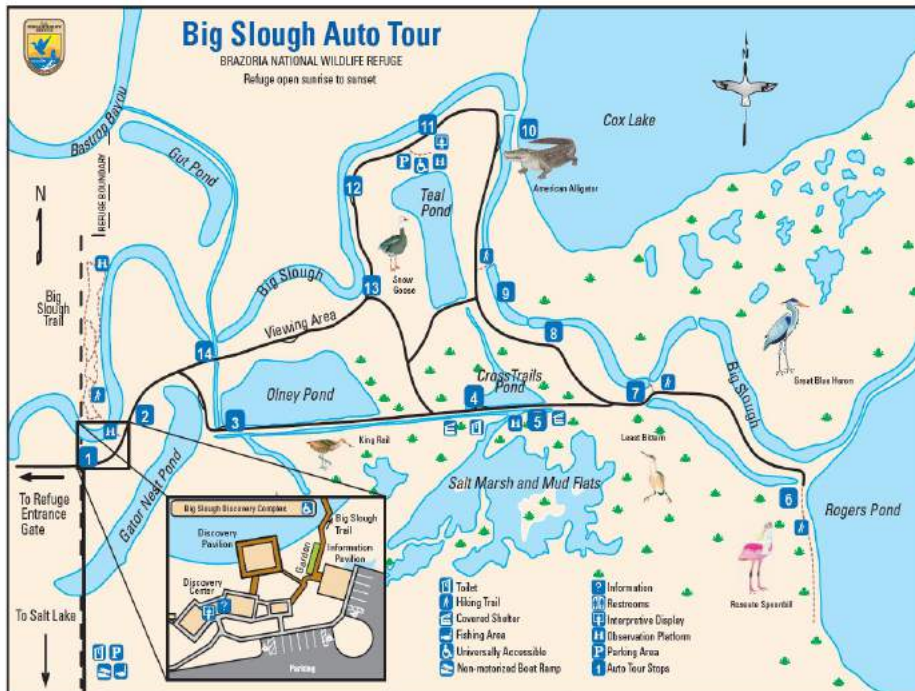 Big Slough Auto Tour
BRAZORIA NATIONAL WILDLIFE REFUGE
Refuge open sunrise to sunset
N
Bastrop Bayou
REFUGE BOUNDARY
Gut Pond
11
10
Cox Lake
American Alligator
P
H
12
Teal
Pond
N
Snow
Goose
H
Big
Slough
Trail
Big Slough
13
9
Viewing Area
8
14
Great Blue Heron
Big Slough
Olney Pond
CrossTrails
Pond
7
4
2
3
H
5
H
King Rail
Least Bittern
1
To Refuge
Entrance
Gate
Gator Nest Pond
Salt Marsh and Mud Flats
6
Rogers Pond
Roseate Spoonbill
Big Slough Discovery Complex
Big Slough
Trail
Discovery
Pavilion
Garden
Information
Pavilion
Discovery
Center
?
Parking
To Salt Lake
P
Toilet
Hiking Trail
Covered Shelter
Fishing Area
Universally Accessible
Non-motorized Boat Ramp
? Information
Restrooms
Interpretive Display
H Observation Platform
P Parking Area
1 Auto Tour Stops